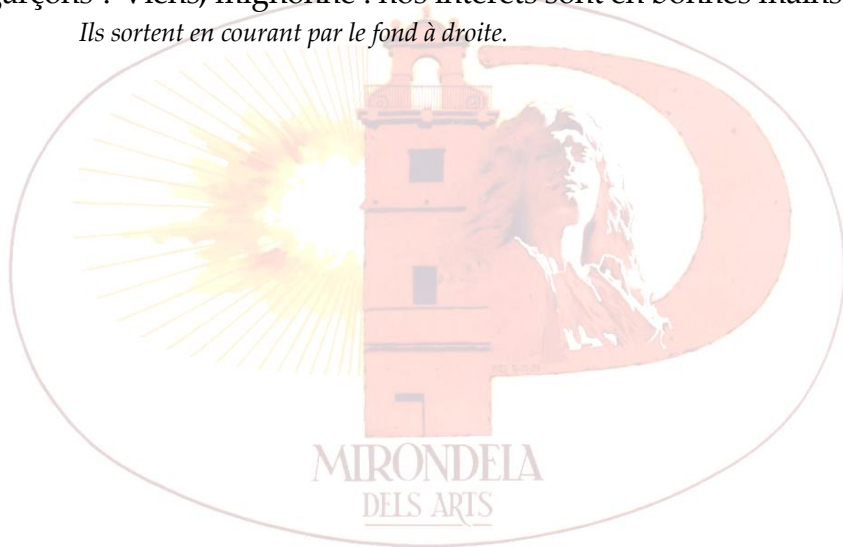 garçons ! Viens, mignonne : nos intérêts sont en bonnes mains
Ils sortent en courant par le fond à droite.
MIRONDELA
DELS ARTS